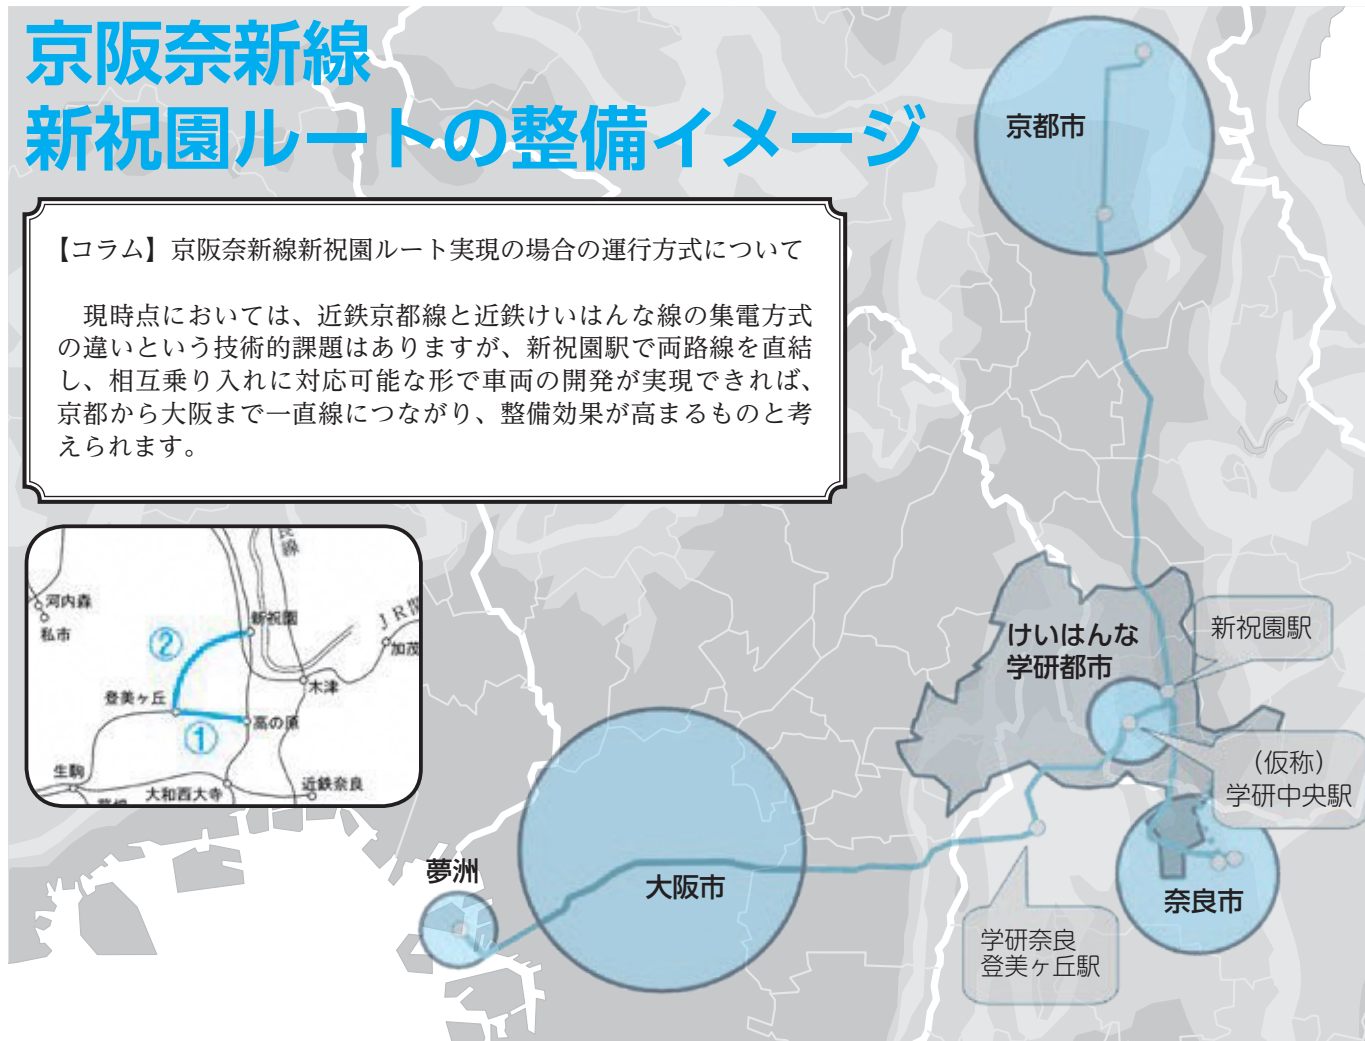 京阪奈新線
新祝園ルートの整備イメージ
【コラム】京阪奈新線新祝園ルート実現の場合の運行方式について
現時点においては、近鉄京都線と近鉄けいはんな線の集電方式
の違いという技術的課題はありますが、新祝園駅で両路線を直結
し、相互乗り入れに対応可能な形で車両の開発が実現できれば、
京都から大阪まで一直線につながり、整備効果が高まるものと考
えられます。
京都市
良線
河内森
私市
新祝園
JR関
加茂
②
木津
登美ヶ丘
高の原
①
生駒
大和西大寺
近鉄奈良
けいはんな
学研都市
新祝園駅
（仮称）
学研中央駅
夢洲
大阪市
奈良市
学研奈良
登美ヶ丘駅